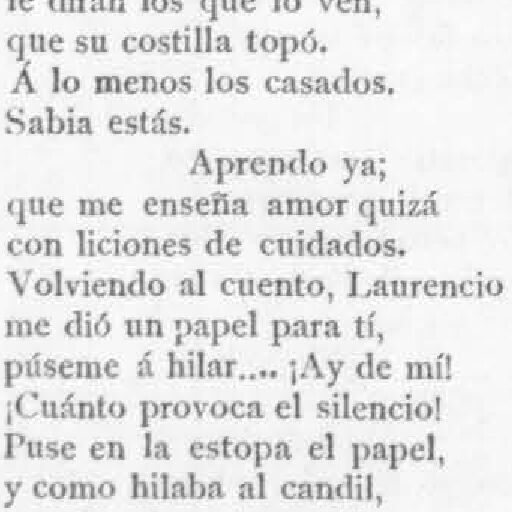 le dirán los que lo ven,
que su costilla topó.
Á lo menos los casados.
Sabia estás.
Aprendo ya;
que me enseña amor quizá
con liciones de cuidados.
Volviendo al cuento, Laurencio
me dió un papel para tí,
púseme á hilar.... ¡Ay de mí!
¡Cuánto provoca el silencio!
Puse en la estopa el papel,
y como hilaba al candil,